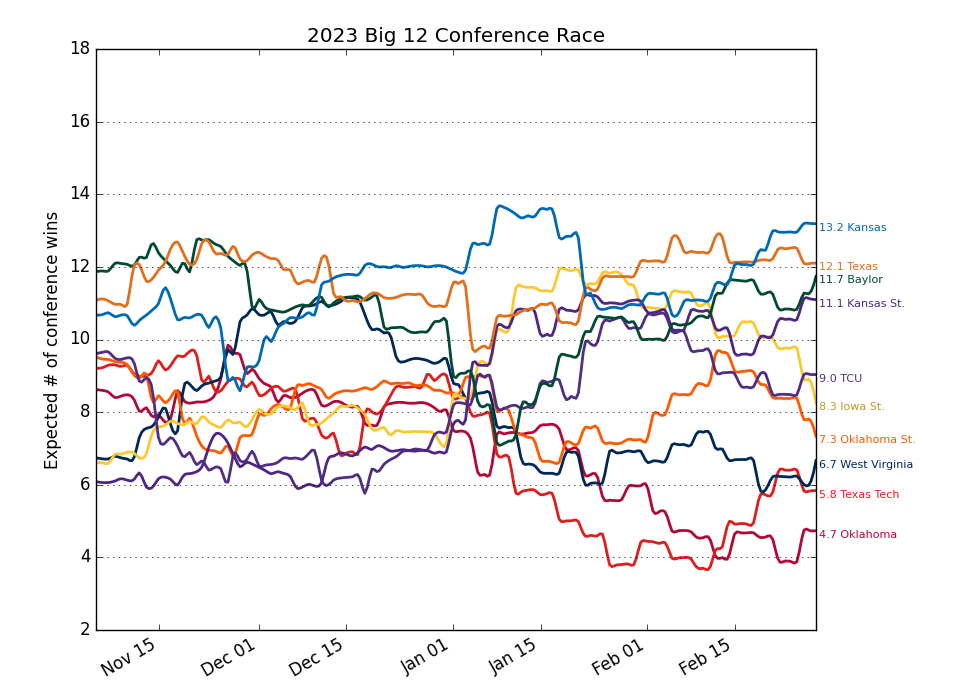 2023 Big 12 Conference Race
Expected # of conference wins
18
16
14
12
10
8
6
4
2
13.2 Kansas
12.1 Texas
11.7 Baylor
11.1 Kansas St.
9.0 TCU
8.3 Iowa St.
7.3 Oklahoma St.
6.7 West Virginia
5.8 Texas Tech
4.7 Oklahoma
Nov 15
Dec 01
Dec 15
Jan 01
Jan 15
Feb 01
Feb 15